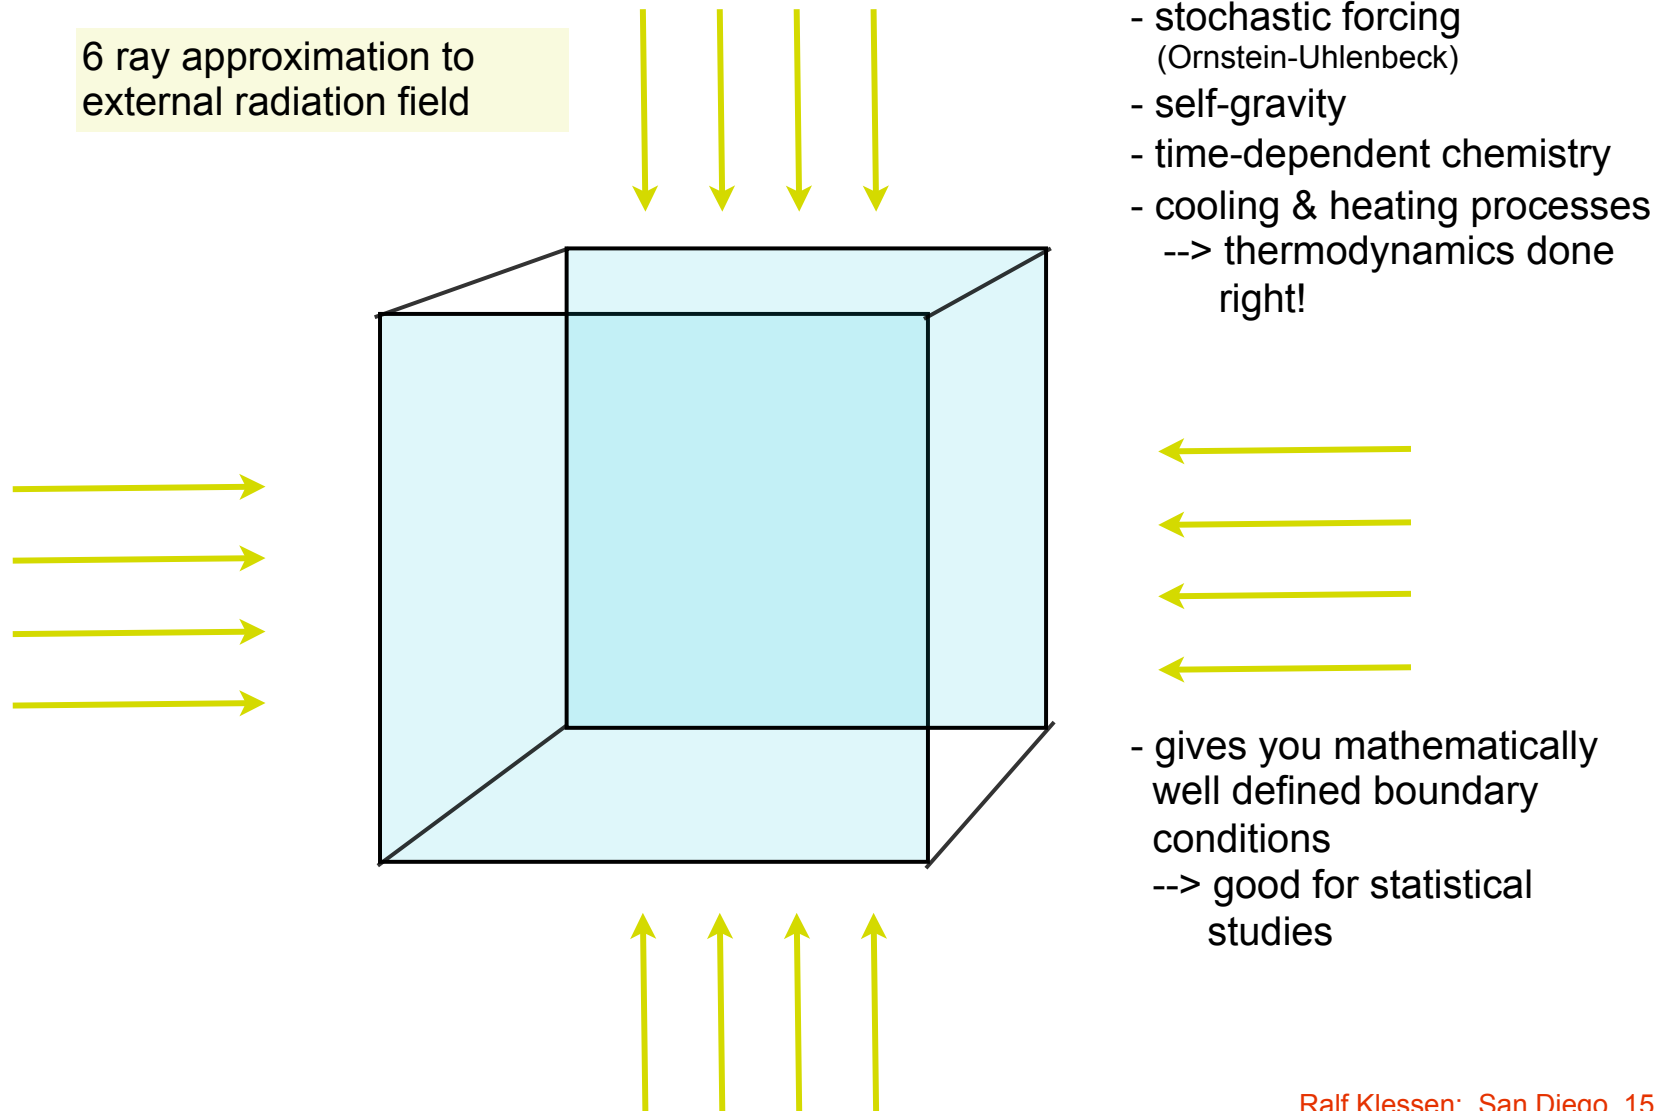 6 ray approximation to
external radiation field
- stochastic forcing
(Ornstein-Uhlenbeck)
- self-gravity
- time-dependent chemistry
- cooling & heating processes
--> thermodynamics done
right!
- gives you mathematically
well defined boundary
conditions
--> good for statistical
studies
Ralf Klessen: San Diego, 15